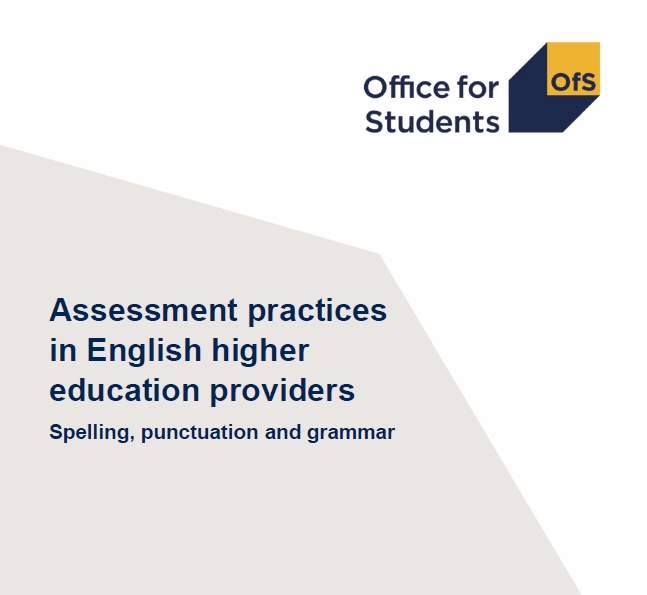 Office for
Students
OfS
Assessment practices
in English higher
education providers
Spelling, punctuation and grammar